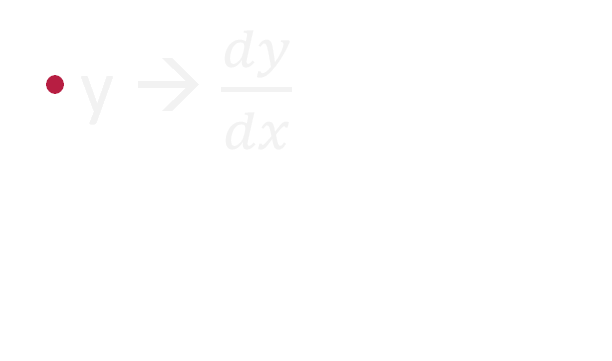 • y → dy/dx